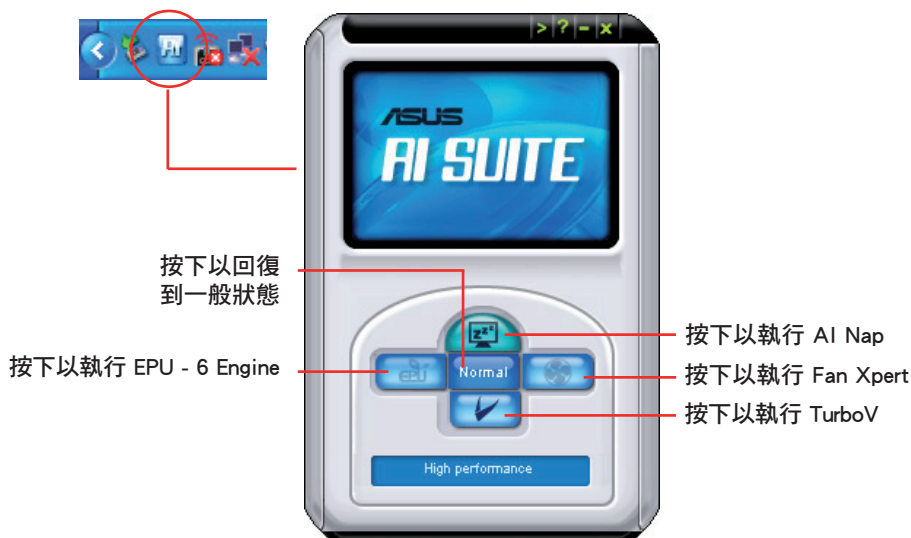 > ? - x
ASUS
AI SUITE
按下以回復
到一般狀態
按下以執行 AI Nap
按下以執行 EPU - 6 Engine
Normal
按下以執行 Fan Xpert
按下以執行 TurboV
High performance